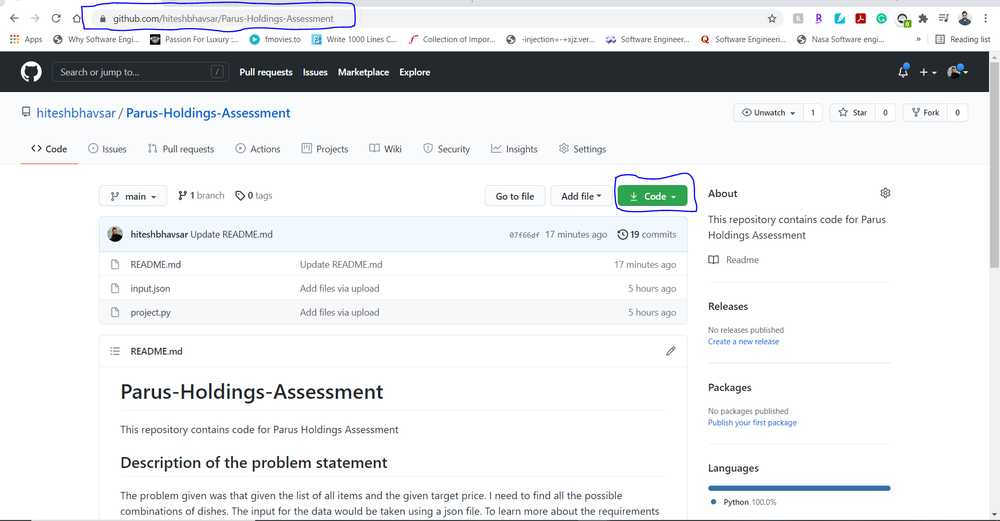 github.com/hiteshbhavsar/Parus-Holdings-Assessment
0
Apps Why Software Engi... Passion For Luxury :... fmovies.to Write 1000 Lines C... Collection of Impor... -injection=-+xjz.ver... Software Engineer... Software Engineeri... Nasa Software engi... » Reading list
Search or jump to... / Pull requests Issues Marketplace Explore
hiteshbhavsar / Parus-Holdings-Assessment Unwatch 1 Star 0 Fork 0
Code Issues Pull requests Actions Projects Wiki Security Insights Settings
main 1 branch 0 tags Go to file Add file Code
hiteshbhavsar Update README.md 07f66df 17 minutes ago 19 commits
README.md Update README.md 17 minutes ago
input.json Add files via upload 5 hours ago
project.py Add files via upload 5 hours ago
README.md
Parus-Holdings-Assessment
This repository contains code for Parus Holdings Assessment
Description of the problem statement
The problem given was that given the list of all items and the given target price. I need to find all the possible
combinations of dishes. The input for the data would be taken using a json file. To learn more about the requirements
About
This repository contains code for Parus
Holdings Assessment
Readme
Releases
No releases published
Create a new release
Packages
No packages published
Publish your first package
Languages
Python 100.0%